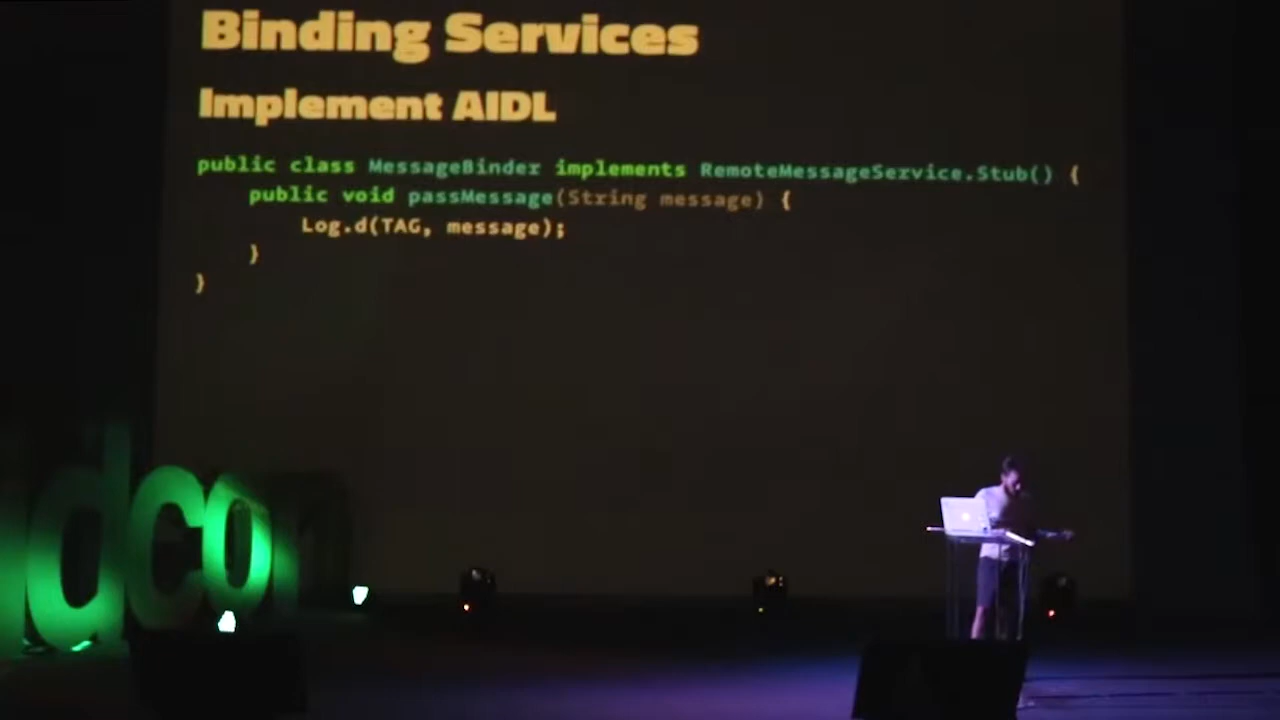 Binding Services
Implement AIDL
public class MessageBinder implements RemoteMessageService.Stub() {
public void passMessage(String message) {
Log.d(TAG, message);
}
}
dcon